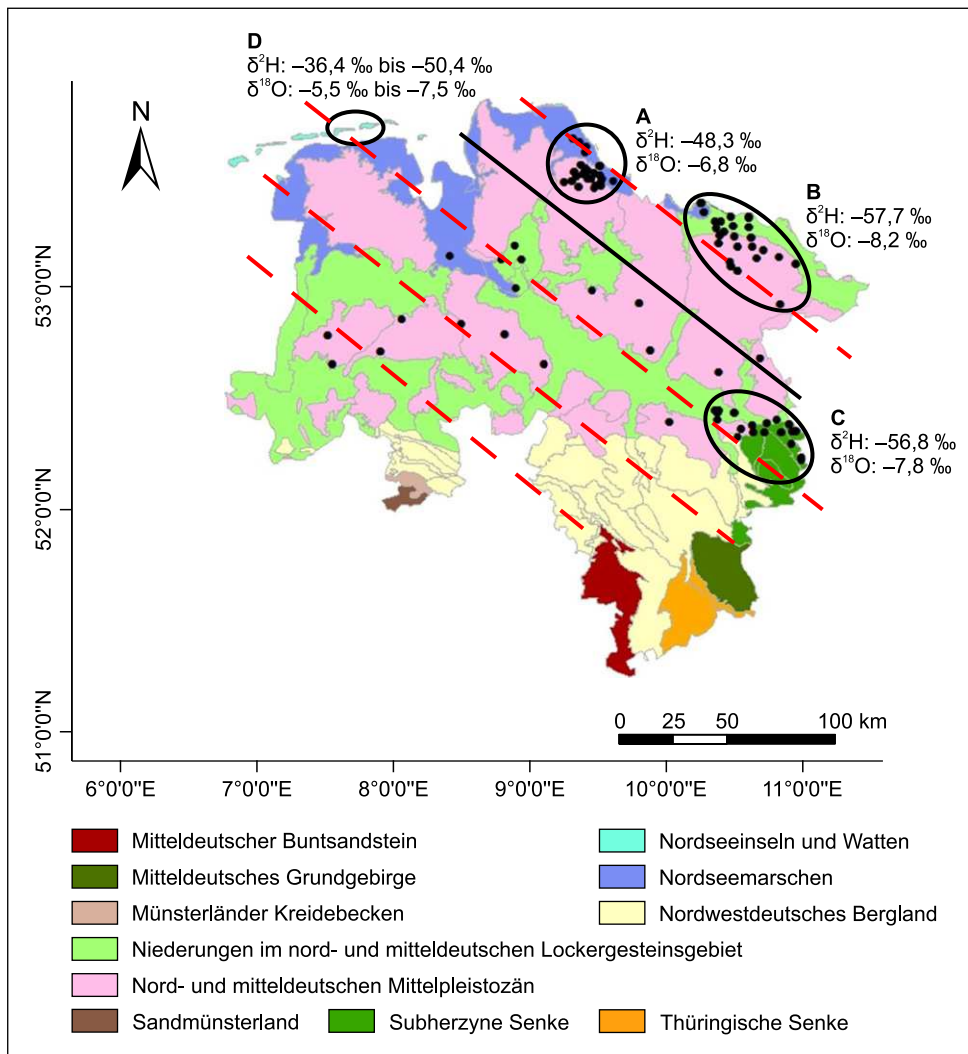 D
δ²H: –36,4 ‰ bis –50,4 ‰
δ¹⁸O: –5,5 ‰ bis –7,5 ‰
N
A
δ²H: –48,3 ‰
δ¹⁸O: –6,8 ‰
B
δ²H: –57,7 ‰
δ¹⁸O: –8,2 ‰
C
δ²H: –56,8 ‰
δ¹⁸O: –7,8 ‰
53°0'0"N
52°0'0"N
51°0'0"N
0 25 50 100 km
6°0'0"E 7°0'0"E 8°0'0"E 9°0'0"E 10°0'0"E 11°0'0"E
Mitteldeutscher Buntsandstein
Nordseeinseln und Watten
Mitteldeutsches Grundgebirge
Nordseemarschen
Münsterländer Kreidebecken
Nordwestdeutsches Bergland
Niederungen im nord- und mitteldeutschen Lockergesteinsgebiet
Nord- und mitteldeutschen Mittelpleistozän
Sandmünsterland
Subherzyne Senke
Thüringische Senke